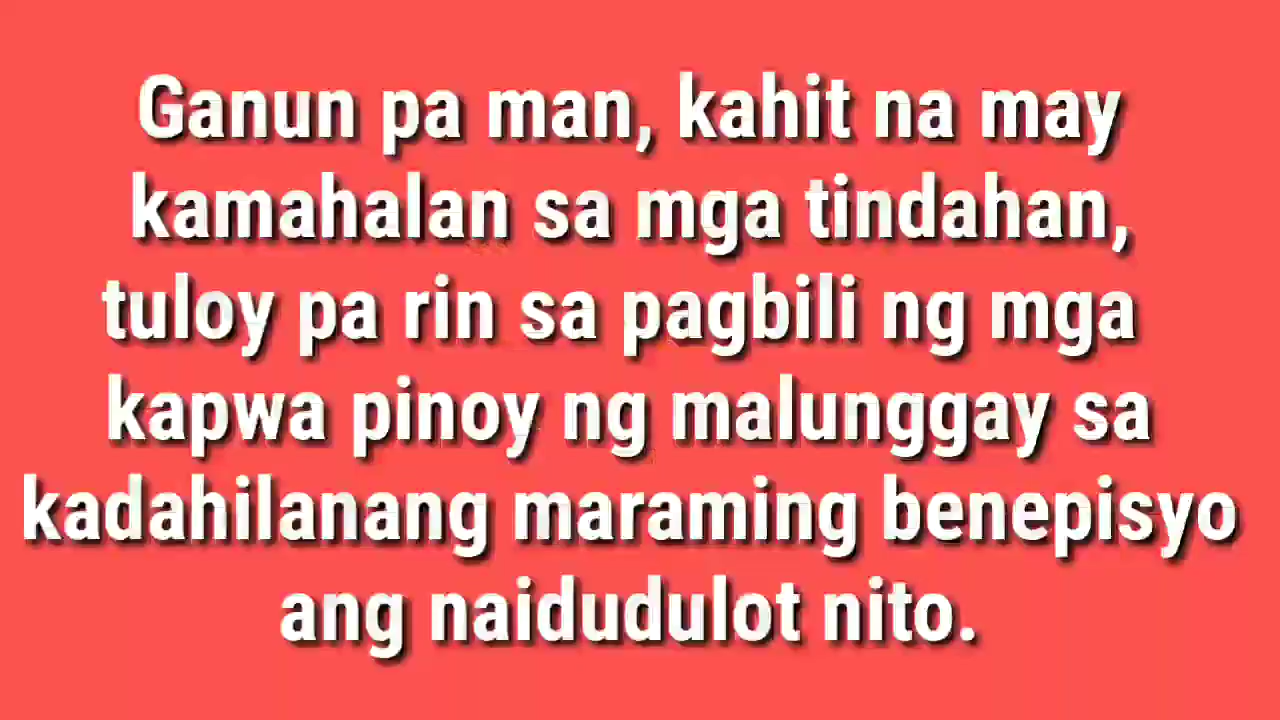 Ganun pa man, kahit na may
kamahalan sa mga tindahan,
tuloy pa rin sa pagbili ng mga
kapwa pinoy ng malunggay sa
kadahilanang maraming benepisyo
ang naidudulot nito.